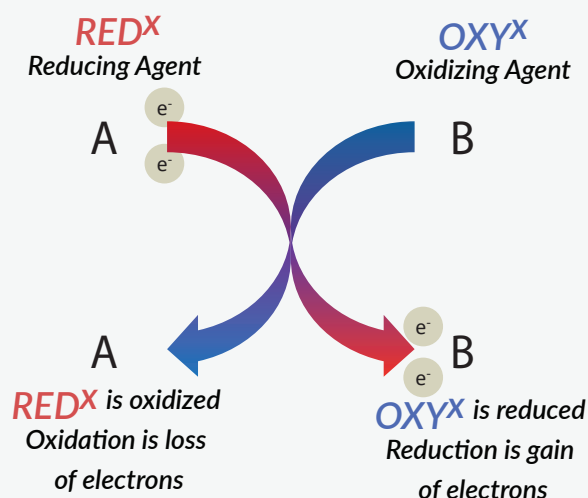 REDˣ
Reducing Agent
OXYˣ
Oxidizing Agent
e⁻
A
e⁻
B
A
e⁻
B
e⁻
REDˣ is oxidized
Oxidation is loss
of electrons
OXYˣ is reduced
Reduction is gain
of electrons